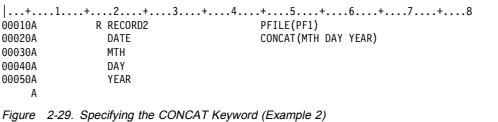 |...+....1....+....2....+....3....+....4....+....5....+....6....+....7....+....8
00010A          R RECORD2                   PFILE(PF1)
00020A            DATE                      CONCAT(MTH DAY YEAR)
00030A            MTH
00040A            DAY
00050A            YEAR
     A
Figure 2-29. Specifying the CONCAT Keyword (Example 2)